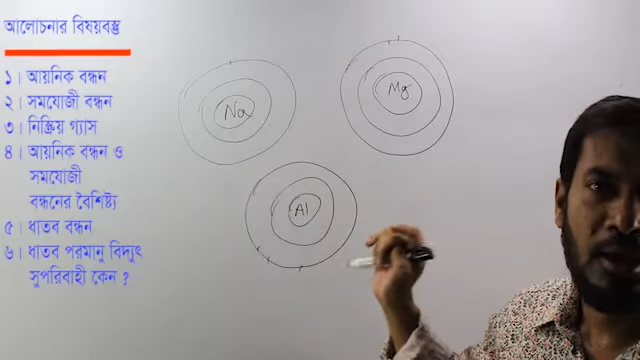 আলোচনার বিষয়বস্তু
১। আয়নিক বন্ধন
২। সমযোজী বন্ধন
৩। নিষ্ক্রিয় গ্যাস
৪। আয়নিক বন্ধন ও
সমযোজী
বন্ধনের বৈশিষ্ট্য
৫। ধাতব বন্ধন
৬। ধাতব পরমানু বিদ্যুৎ
সুপরিবাহী কেন ?
Na
Mg
Al